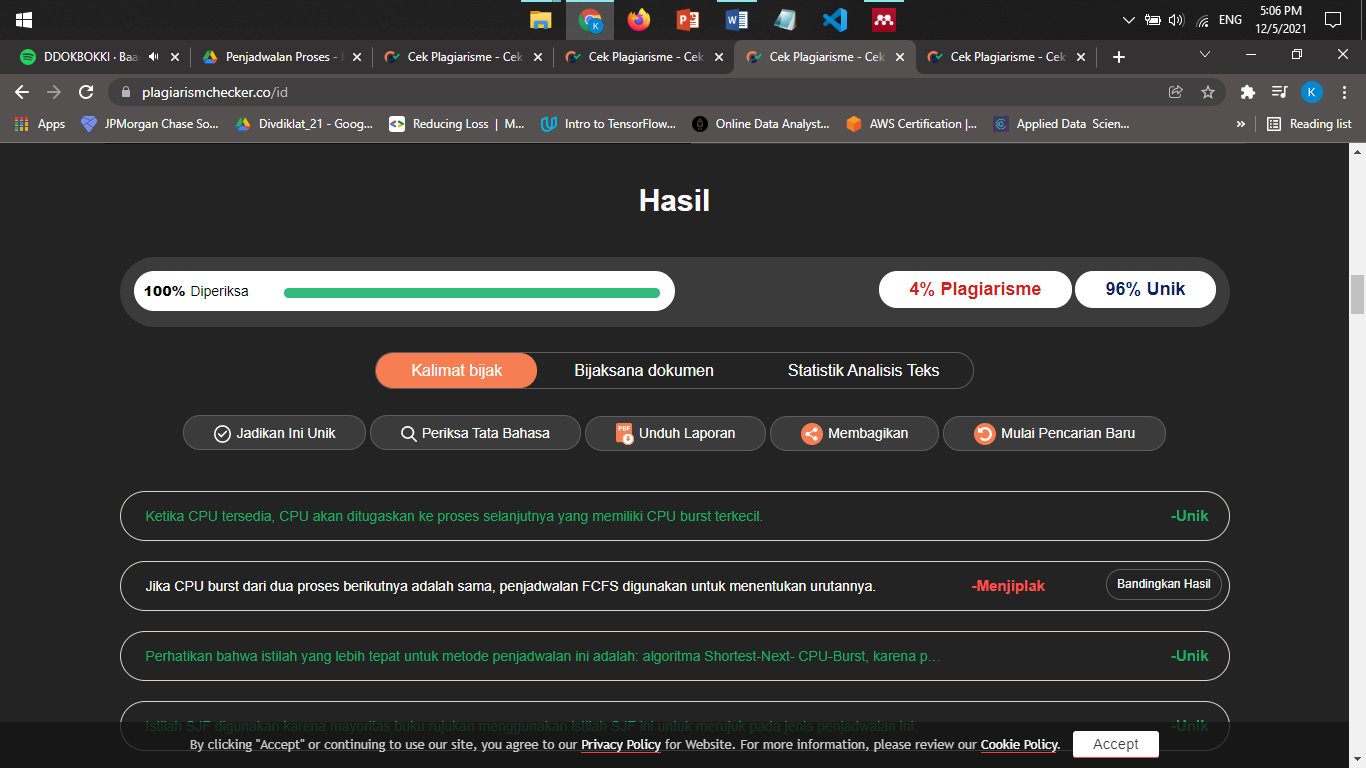 5:06 PM
ENG
12/5/2021
DDOKBOKKI · Baa
Penjadwalan Proses -
Cek Plagiarisme - Cek
Cek Plagiarisme - Cek
Cek Plagiarisme - Cek
Cek Plagiarisme - Cek
plagiarismchecker.co/id
K
Apps
JPMorgan Chase So...
Divdiklat_21 - Goog...
Reducing Loss | M...
Intro to TensorFlow...
Online Data Analyst...
AWS Certification |...
Applied Data Scien...
»
Reading list
Hasil
100% Diperiksa
4% Plagiarisme
96% Unik
Kalimat bijak
Bijaksana dokumen
Statistik Analisis Teks
Jadikan Ini Unik
Periksa Tata Bahasa
PDF Unduh Laporan
Membagikan
Mulai Pencarian Baru
Ketika CPU tersedia, CPU akan ditugaskan ke proses selanjutnya yang memiliki CPU burst terkecil.
-Unik
Jika CPU burst dari dua proses berikutnya adalah sama, penjadwalan FCFS digunakan untuk menentukan urutannya.
-Menjiplak
Bandingkan Hasil
Perhatikan bahwa istilah yang lebih tepat untuk metode penjadwalan ini adalah: algoritma Shortest-Next- CPU-Burst, karena p...
-Unik
Istilah SJF digunakan karena mayoritas buku rujukan menggunakan istilah SJF ini untuk merujuk pada jenis penjadwalan ini.
-Unik
By clicking "Accept" or continuing to use our site, you agree to our Privacy Policy for Website. For more information, please review our Cookie Policy.
Accept